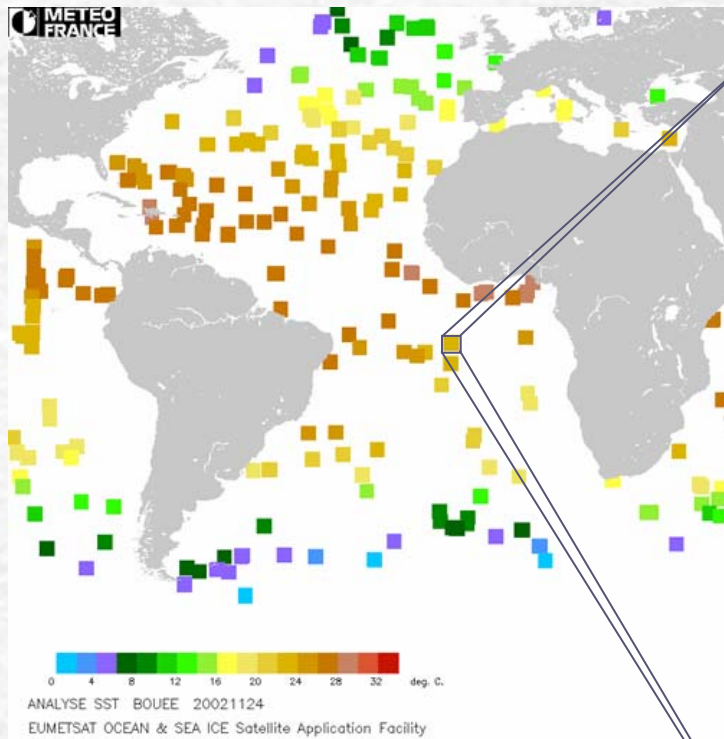 METEO
FRANCE
0 4 8 12 16 20 24 28 32 deg. C.
ANALYSE SST BOUEE 20021124
EUMETSAT OCEAN & SEA ICE Satellite Application Facility